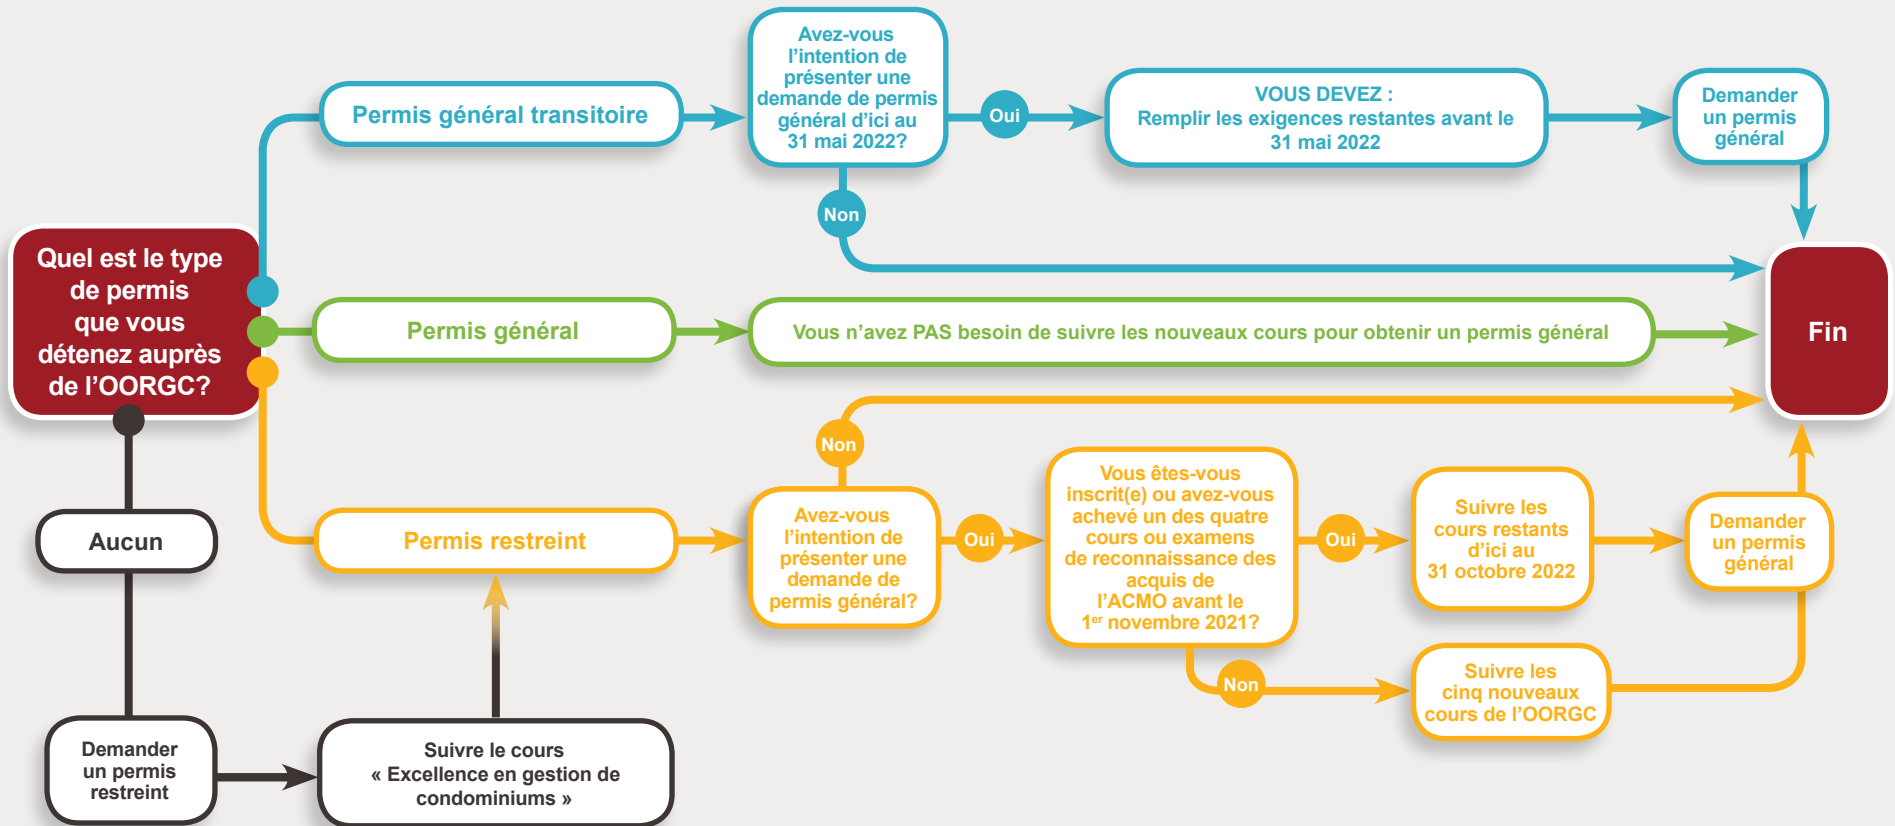 Quel est le type
de permis
que vous
détenez auprès
de l'OORGC?
Permis général transitoire
Avez-vous
l'intention de
présenter une
demande de permis
général d'ici au
31 mai 2022?
Oui
VOUS DEVEZ :
Remplir les exigences restantes avant le
31 mai 2022
Demander
un permis
général
Non
Permis général
Vous n'avez PAS besoin de suivre les nouveaux cours pour obtenir un permis général
Fin
Permis restreint
Avez-vous
l'intention de
présenter une
demande de
permis général?
Non
Oui
Vous êtes-vous
inscrit(e) ou avez-vous
achevé un des quatre
cours ou examens
de reconnaissance des
acquis de
l'ACMO avant le
1er novembre 2021?
Oui
Suivre les
cours restants
d'ici au
31 octobre 2022
Demander
un permis
général
Non
Suivre les
cinq nouveaux
cours de l'OORGC
Aucun
Demander
un permis
restreint
Suivre le cours
« Excellence en gestion de
condominiums »